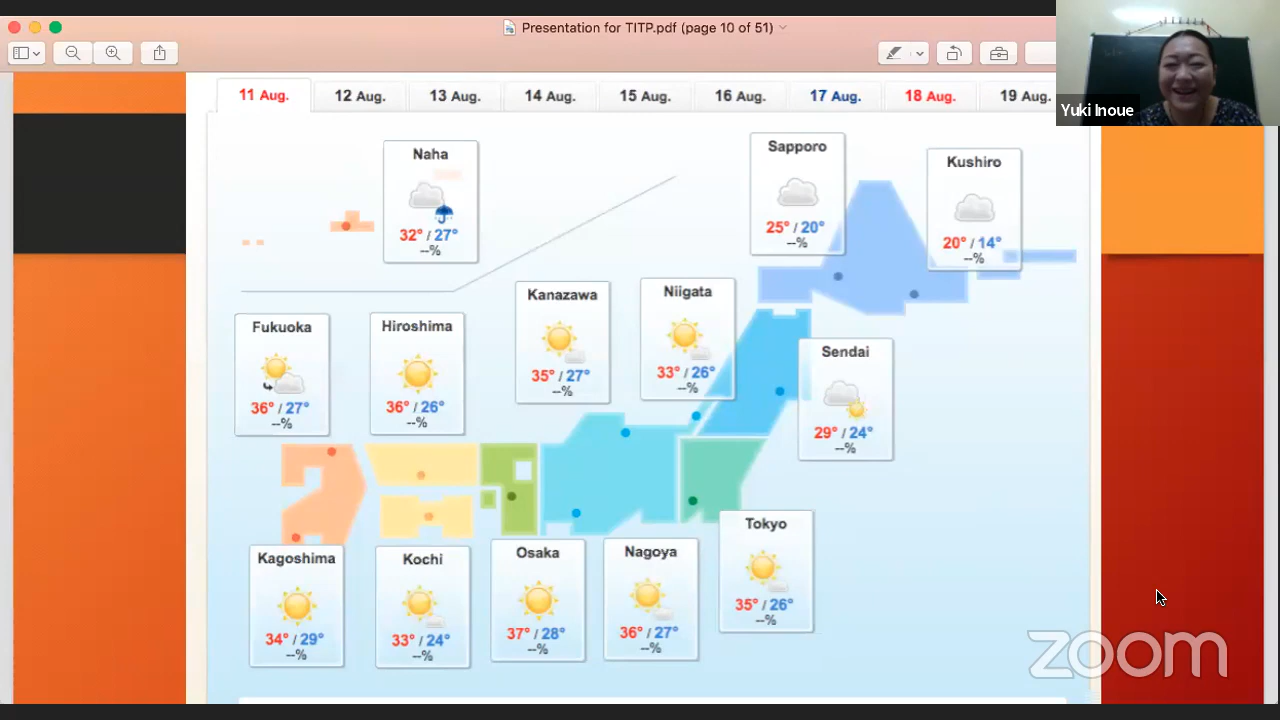 Presentation for TITP.pdf (page 10 of 51)
Yuki Inoue
11 Aug.
12 Aug.
13 Aug.
14 Aug.
15 Aug.
16 Aug.
17 Aug.
18 Aug.
19 Aug.
Naha
32° / 27°
--%
Sapporo
25° / 20°
--%
Kushiro
20° / 14°
--%
Kanazawa
35° / 27°
--%
Niigata
33° / 26°
--%
Fukuoka
36° / 27°
--%
Hiroshima
36° / 26°
--%
Sendai
29° / 24°
--%
Kagoshima
34° / 29°
--%
Kochi
33° / 24°
--%
Osaka
37° / 28°
--%
Nagoya
36° / 27°
--%
Tokyo
35° / 26°
--%
zoom